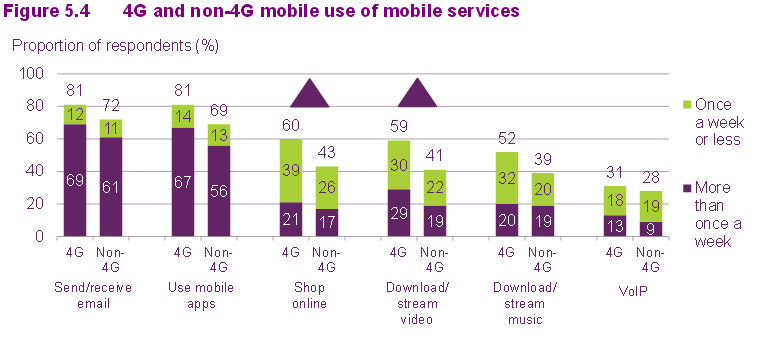 Figure 5.4 4G and non-4G mobile use of mobile services
Proportion of respondents (%)
100
80
60
40
20
0
81
12
69
72
11
61
81
14
67
69
13
56
60
39
21
43
26
17
59
30
29
41
22
19
52
32
20
39
20
19
31
18
13
28
19
9
4G Non-4G
4G Non-4G
4G Non-4G
4G Non-4G
4G Non-4G
4G Non-4G
Send/receive
email
Use mobile
apps
Shop
online
Download/
stream
video
Download/
stream
music
VoIP
Once
a week
or less
More
than
once a
week